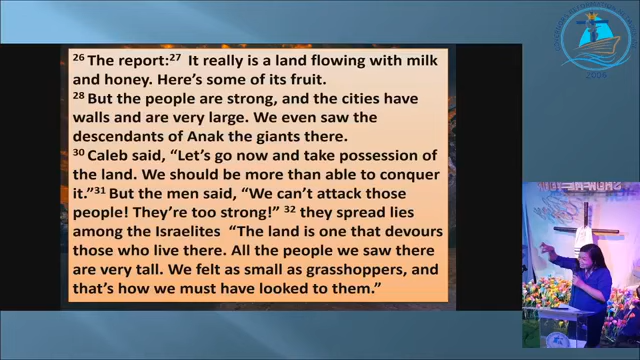 26 The report:27 It really is a land flowing with milk
and honey. Here's some of its fruit.
28 But the people are strong, and the cities have
walls and are very large. We even saw the
descendants of Anak the giants there.
30 Caleb said, “Let's go now and take possession of
the land. We should be more than able to conquer
it.”31 But the men said, “We can't attack those
people! They're too strong!” 32 they spread lies
among the Israelites “The land is one that devours
those who live there. All the people we saw there
are very tall. We felt as small as grasshoppers, and
that's how we must have looked to them.”
2004